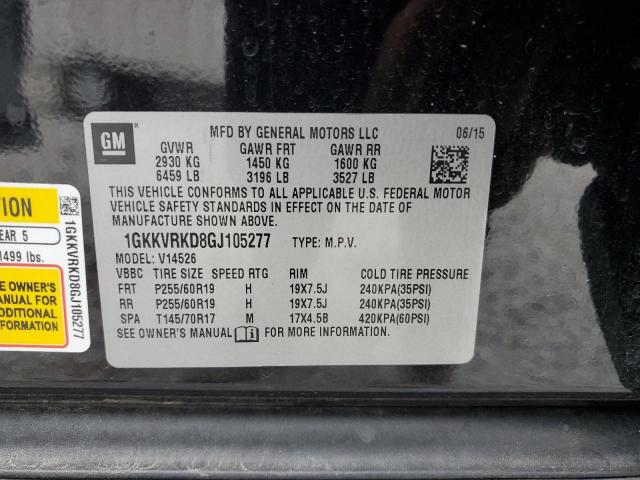 GM
MFD BY GENERAL MOTORS LLC 06/15
GVWR GAWR FRT GAWR RR
2930 KG 1450 KG 1600 KG
6459 LB 3196 LB 3527 LB
THIS VEHICLE CONFORMS TO ALL APPLICABLE U.S. FEDERAL MOTOR
VEHICLE SAFETY STANDARDS IN EFFECT ON THE DATE OF
MANUFACTURE SHOWN ABOVE.
1GKKVRKD8GJ105277 TYPE: M.P.V.
MODEL: V14526
VBBC TIRE SIZE SPEED RTG RIM COLD TIRE PRESSURE
FRT P255/60R19 H 19X7.5J 240KPA(35PSI)
RR P255/60R19 H 19X7.5J 240KPA(35PSI)
SPA T145/70R17 M 17X4.5B 420KPA(60PSI)
SEE OWNER'S MANUAL FOR MORE INFORMATION.
TION
EAR 5
1499 lbs.
E OWNER'S
MANUAL FOR
ADDITIONAL
FORMATION
1GKKVRKD8GJ105277